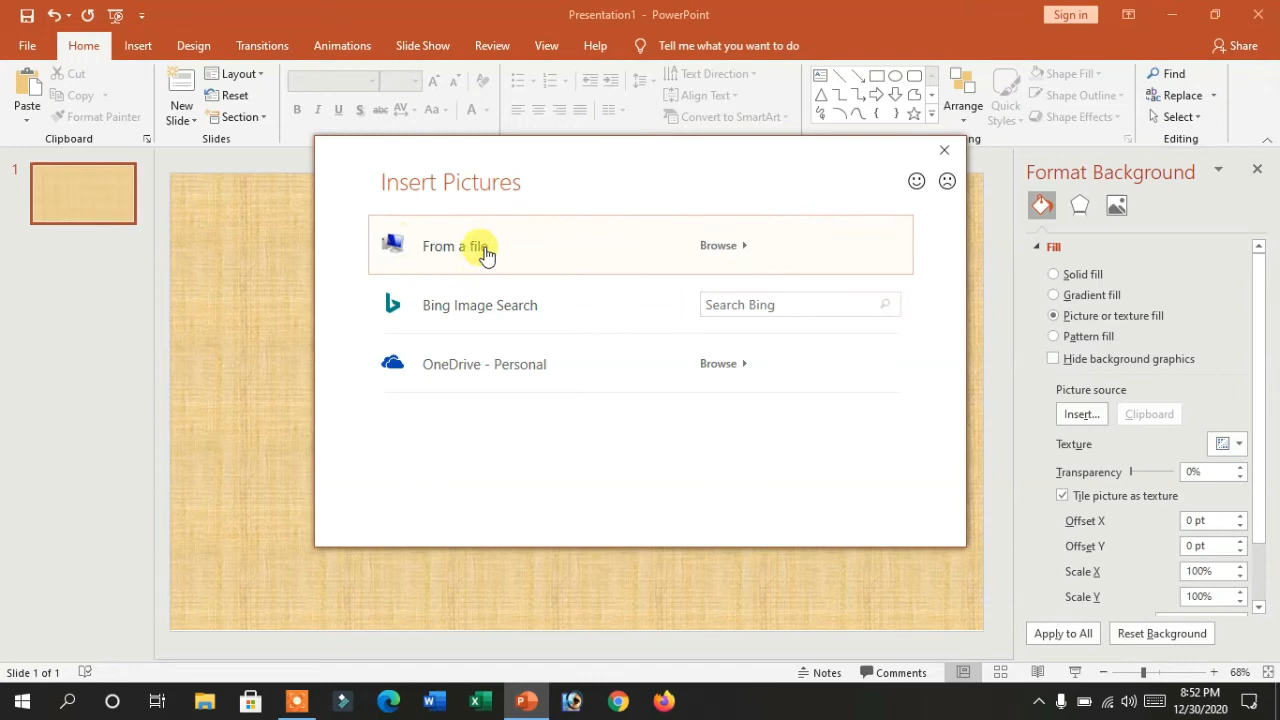 Presentation1 - PowerPoint
Sign in
File Home Insert Design Transitions Animations Slide Show Review View Help Tell me what you want to do Share
Paste
Cut
Copy
Format Painter
Clipboard
New
Slide
Layout
Reset
Section
Slides
B I U S abc AV Aa A
Text Direction
Align Text
Convert to SmartArt
Arrange
Quick
Styles
Shape Fill
Shape Outline
Shape Effects
Find
Replace
Select
Editing
1
Insert Pictures
From a file
Browse
Bing Image Search
Search Bing
OneDrive - Personal
Browse
Format Background
Fill
Solid fill
Gradient fill
Picture or texture fill
Pattern fill
Hide background graphics
Picture source
Insert...
Clipboard
Texture
Transparency 0%
Tile picture as texture
Offset X 0 pt
Offset Y 0 pt
Scale X 100%
Scale Y 100%
Apply to All
Reset Background
Slide 1 of 1
Notes
Comments
68%
8:52 PM
12/30/2020